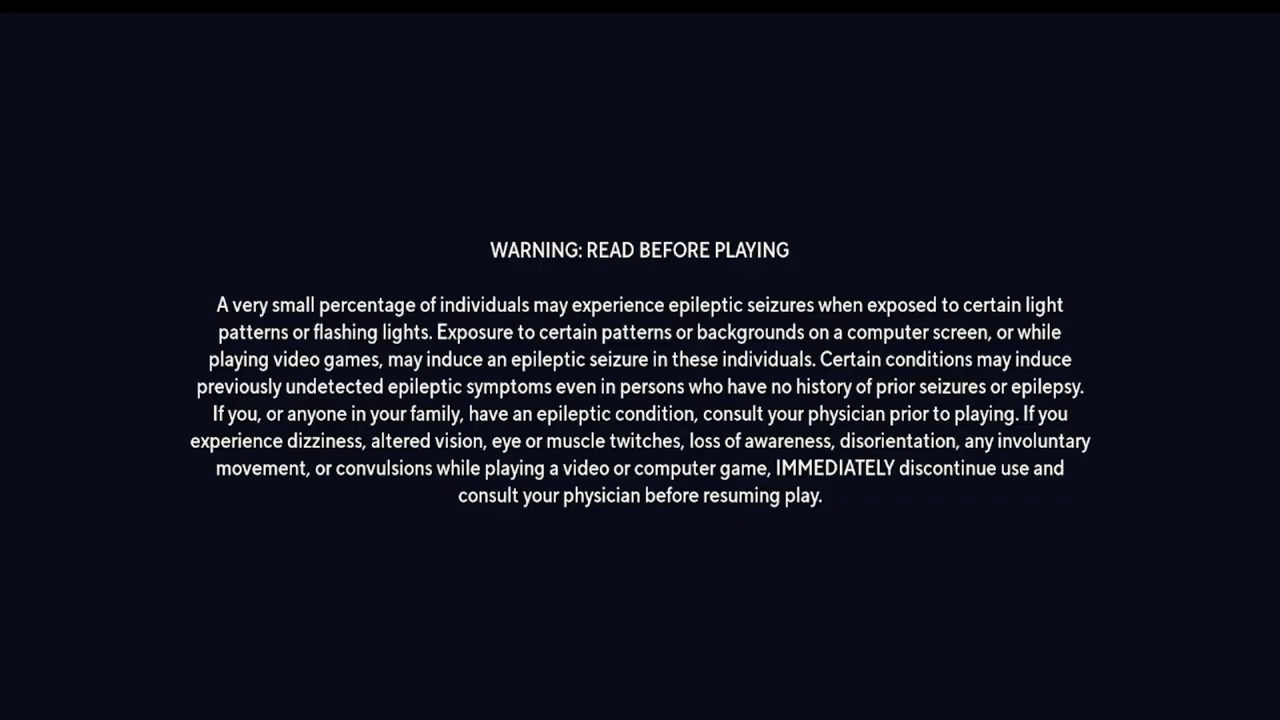 WARNING: READ BEFORE PLAYING
A very small percentage of individuals may experience epileptic seizures when exposed to certain light
patterns or flashing lights. Exposure to certain patterns or backgrounds on a computer screen, or while
playing video games, may induce an epileptic seizure in these individuals. Certain conditions may induce
previously undetected epileptic symptoms even in persons who have no history of prior seizures or epilepsy.
If you, or anyone in your family, have an epileptic condition, consult your physician prior to playing. If you
experience dizziness, altered vision, eye or muscle twitches, loss of awareness, disorientation, any involuntary
movement, or convulsions while playing a video or computer game, IMMEDIATELY discontinue use and
consult your physician before resuming play.